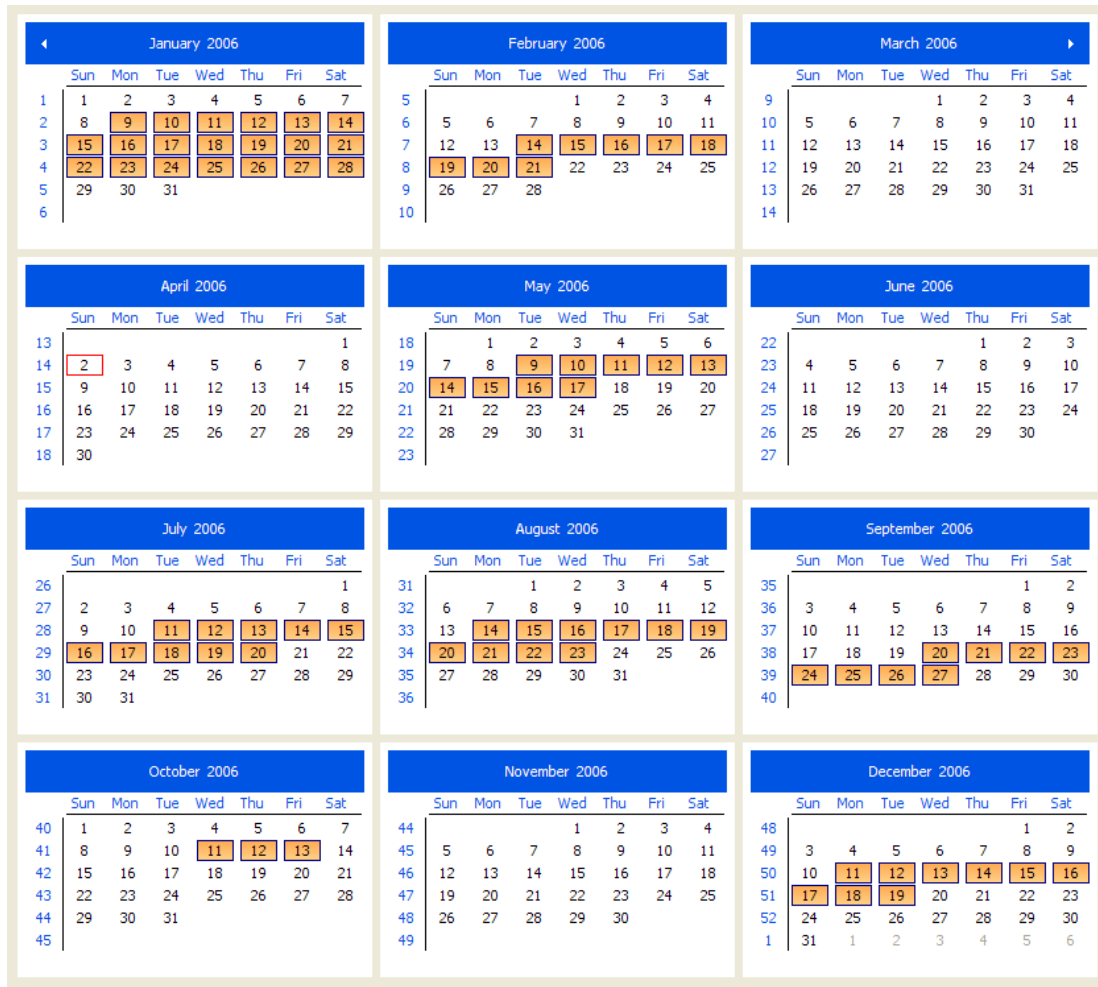 January 2006
Sun Mon Tue Wed Thu Fri Sat
1 1 2 3 4 5 6 7
2 8 9 10 11 12 13 14
3 15 16 17 18 19 20 21
4 22 23 24 25 26 27 28
5 29 30 31
6
February 2006
Sun Mon Tue Wed Thu Fri Sat
5 1 2 3 4
6 5 6 7 8 9 10 11
7 12 13 14 15 16 17 18
8 19 20 21 22 23 24 25
9 26 27 28
10
March 2006
Sun Mon Tue Wed Thu Fri Sat
9 1 2 3 4
10 5 6 7 8 9 10 11
11 12 13 14 15 16 17 18
12 19 20 21 22 23 24 25
13 26 27 28 29 30 31
14
April 2006
Sun Mon Tue Wed Thu Fri Sat
13 1
14 2 3 4 5 6 7 8
15 9 10 11 12 13 14 15
16 16 17 18 19 20 21 22
17 23 24 25 26 27 28 29
18 30
May 2006
Sun Mon Tue Wed Thu Fri Sat
18 1 2 3 4 5 6
19 7 8 9 10 11 12 13
20 14 15 16 17 18 19 20
21 21 22 23 24 25 26 27
22 28 29 30 31
23
June 2006
Sun Mon Tue Wed Thu Fri Sat
22 1 2 3
23 4 5 6 7 8 9 10
24 11 12 13 14 15 16 17
25 18 19 20 21 22 23 24
26 25 26 27 28 29 30
27
July 2006
Sun Mon Tue Wed Thu Fri Sat
26 1
27 2 3 4 5 6 7 8
28 9 10 11 12 13 14 15
29 16 17 18 19 20 21 22
30 23 24 25 26 27 28 29
31 30 31
August 2006
Sun Mon Tue Wed Thu Fri Sat
31 1 2 3 4 5
32 6 7 8 9 10 11 12
33 13 14 15 16 17 18 19
34 20 21 22 23 24 25 26
35 27 28 29 30 31
36
September 2006
Sun Mon Tue Wed Thu Fri Sat
35 1 2
36 3 4 5 6 7 8 9
37 10 11 12 13 14 15 16
38 17 18 19 20 21 22 23
39 24 25 26 27 28 29 30
40
October 2006
Sun Mon Tue Wed Thu Fri Sat
40 1 2 3 4 5 6 7
41 8 9 10 11 12 13 14
42 15 16 17 18 19 20 21
43 22 23 24 25 26 27 28
44 29 30 31
45
November 2006
Sun Mon Tue Wed Thu Fri Sat
44 1 2 3 4
45 5 6 7 8 9 10 11
46 12 13 14 15 16 17 18
47 19 20 21 22 23 24 25
48 26 27 28 29 30
49
December 2006
Sun Mon Tue Wed Thu Fri Sat
48 1 2
49 3 4 5 6 7 8 9
50 10 11 12 13 14 15 16
51 17 18 19 20 21 22 23
52 24 25 26 27 28 29 30
1 31 1 2 3 4 5 6